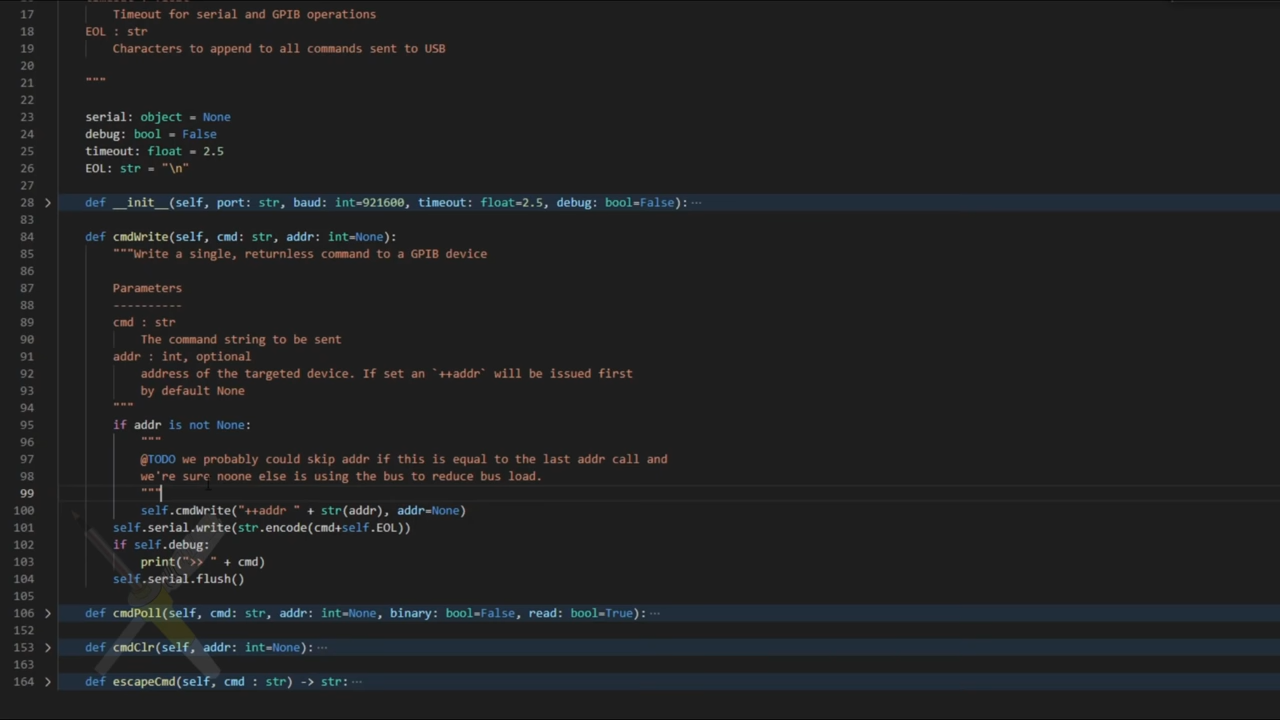 17 Timeout for serial and GPIB operations
18 EOL : str
19 Characters to append to all commands sent to USB
20
21 """
22
23 serial: object = None
24 debug: bool = False
25 timeout: float = 2.5
26 EOL: str = "\n"
27
28 def __init__(self, port: str, baud: int=921600, timeout: float=2.5, debug: bool=False):···
83
84 def cmdWrite(self, cmd: str, addr: int=None):
85 """Write a single, returnless command to a GPIB device
86
87 Parameters
88 ----------
89 cmd : str
90 The command string to be sent
91 addr : int, optional
92 address of the targeted device. If set an `++addr` will be issued first
93 by default None
94 """
95 if addr is not None:
96 """
97 @TODO we probably could skip addr if this is equal to the last addr call and
98 we're sure noone else is using the bus to reduce bus load.
99 """
100 self.cmdWrite("++addr " + str(addr), addr=None)
101 self.serial.write(str.encode(cmd+self.EOL))
102 if self.debug:
103 print(">> " + cmd)
104 self.serial.flush()
105
106 def cmdPoll(self, cmd: str, addr: int=None, binary: bool=False, read: bool=True):···
152
153 def cmdClr(self, addr: int=None):···
163
164 def escapeCmd(self, cmd : str) -> str:···